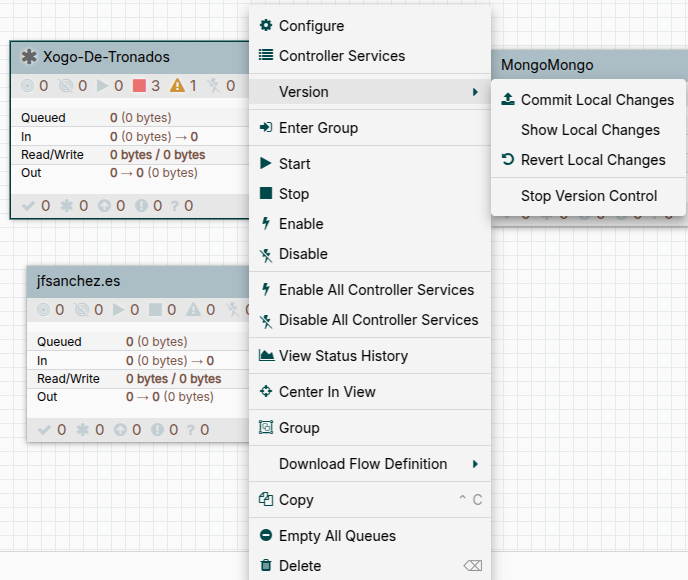 Xogo-De-Tronados
0 0 0 3 1 0
Queued 0 (0 bytes)
In 0 (0 bytes) → 0
Read/Write 0 bytes / 0 bytes
Out 0 → 0 (0 bytes)
0 0 0 0 ? 0
jfsanchez.es
0 0 0 0 0 0
Queued 0 (0 bytes)
In 0 (0 bytes) → 0
Read/Write 0 bytes / 0 bytes
Out 0 → 0 (0 bytes)
0 0 0 0 ? 0
Configure
Controller Services
Version
Enter Group
Start
Stop
Enable
Disable
Enable All Controller Services
Disable All Controller Services
View Status History
Center In View
Group
Download Flow Definition
Copy ⌃ C
Empty All Queues
Delete ⌫
MongoMongo
Commit Local Changes
Show Local Changes
Revert Local Changes
Stop Version Control